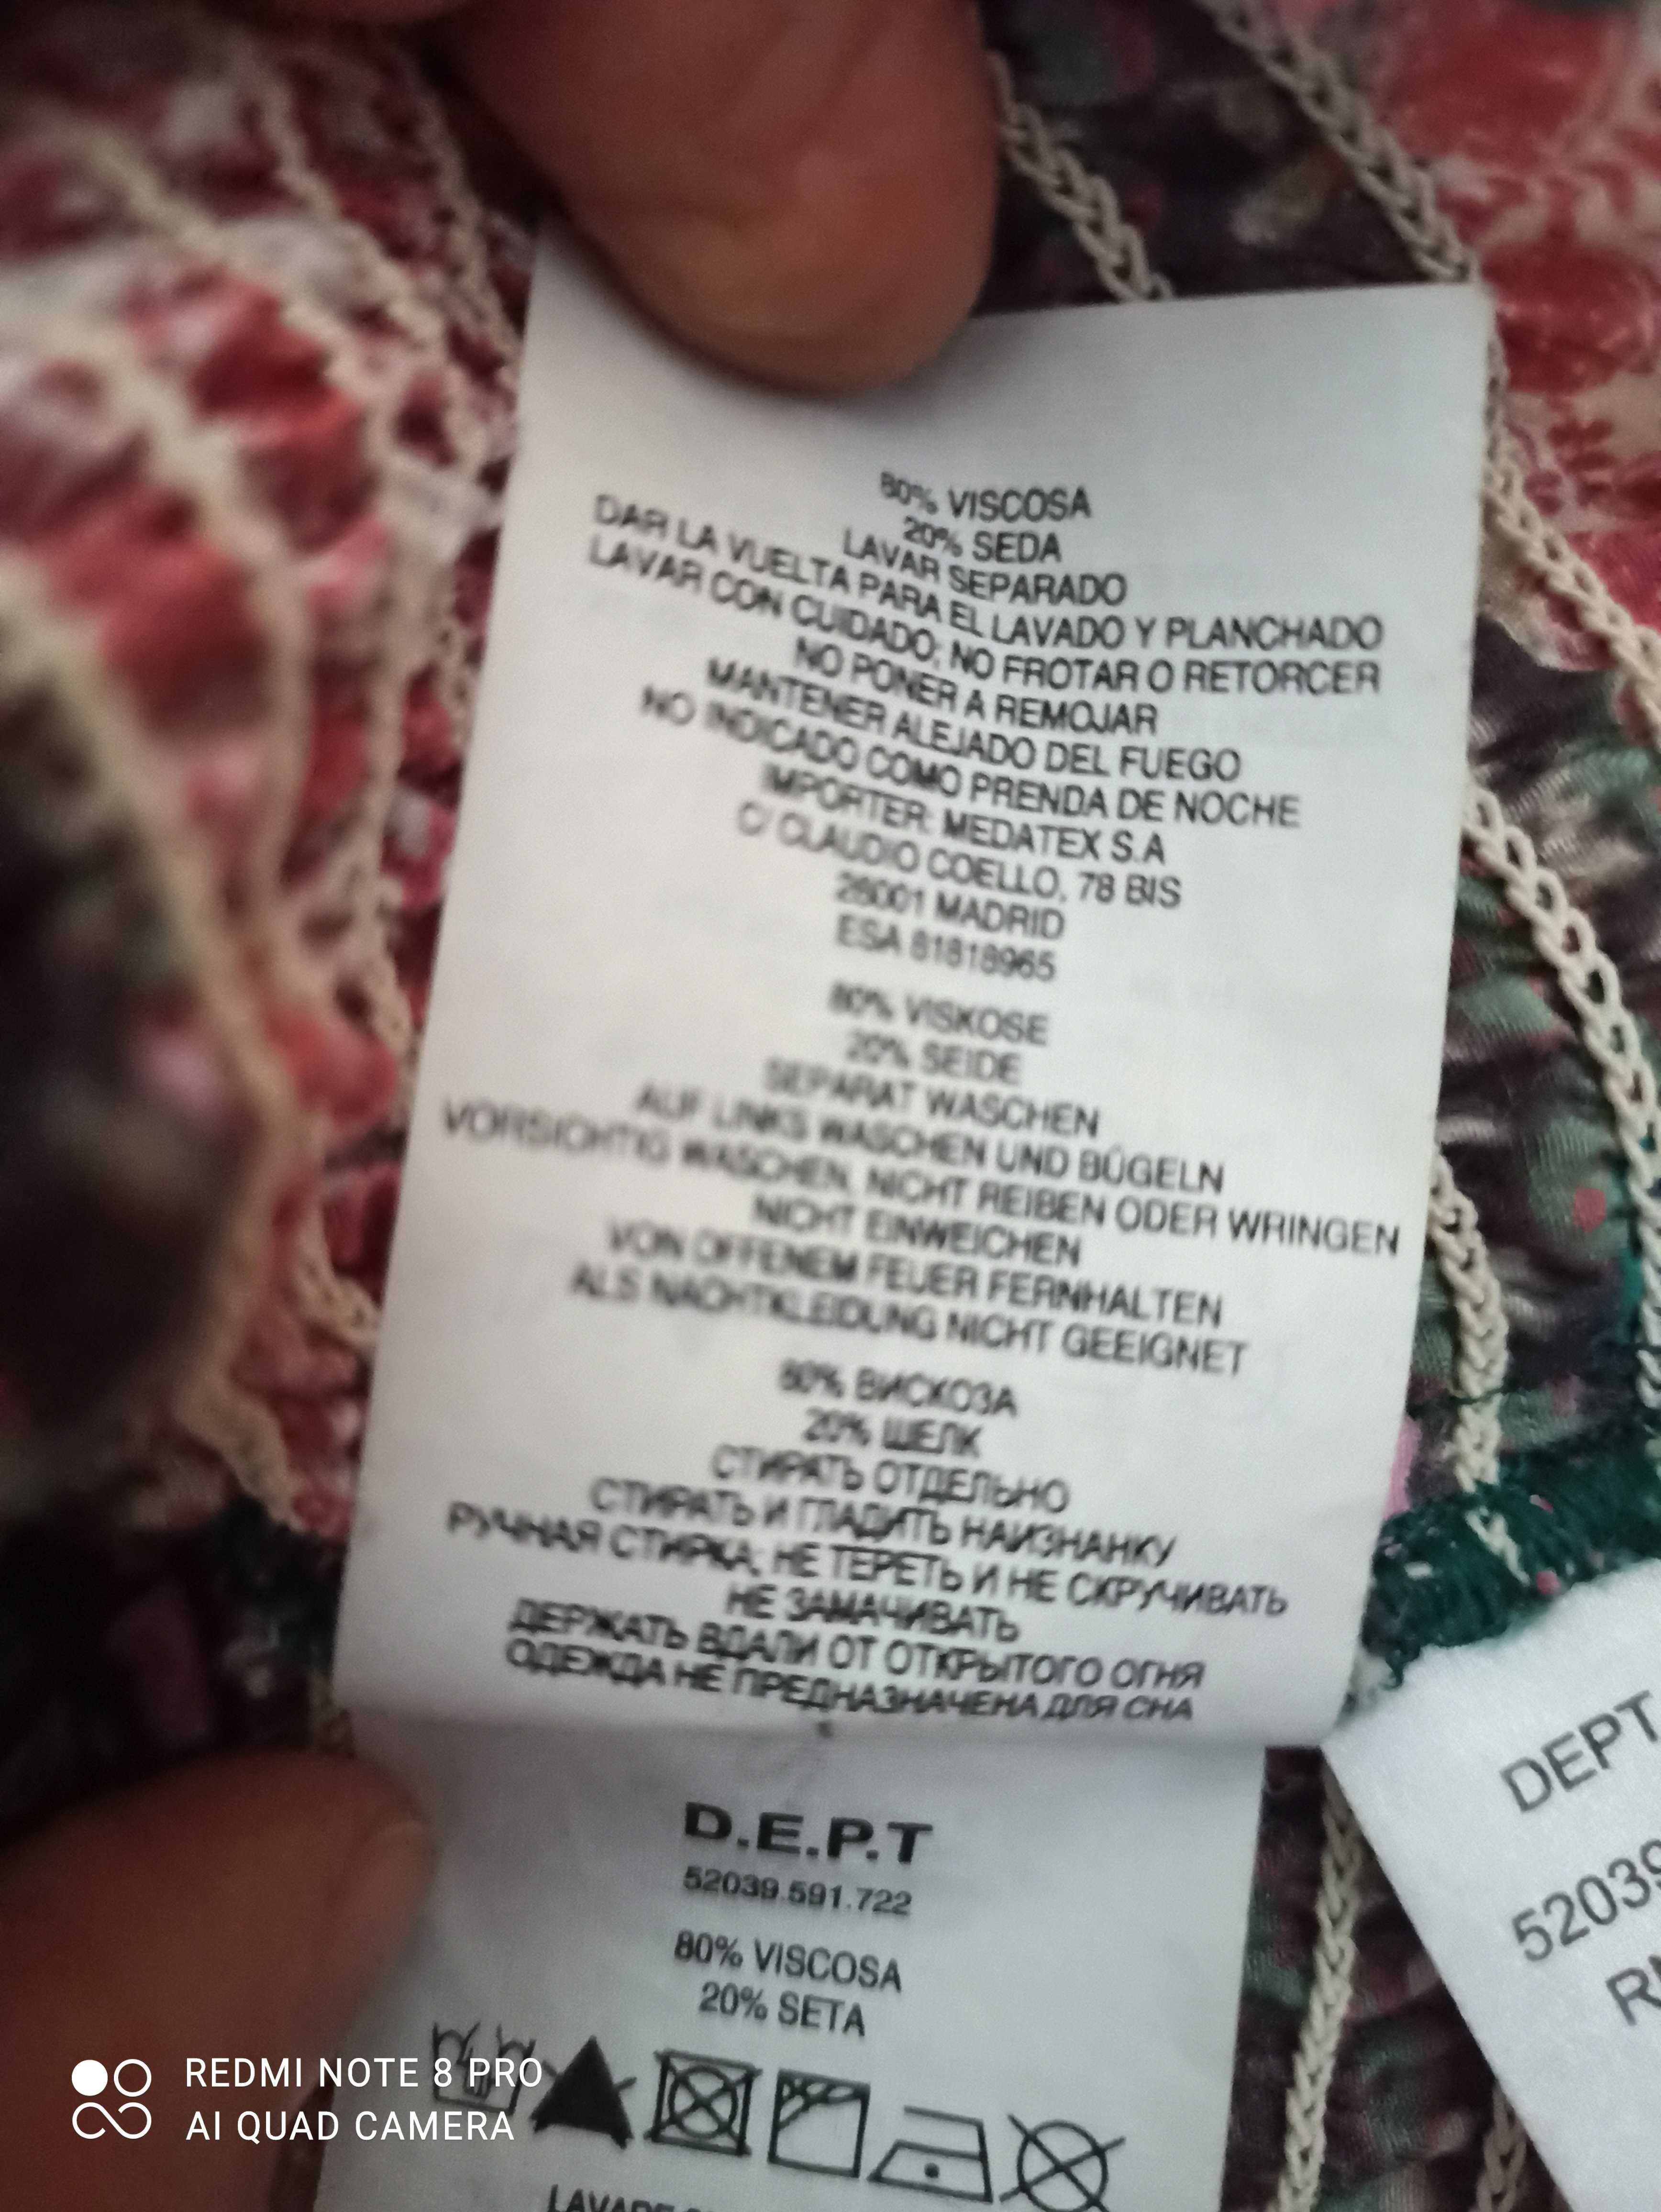 80% VISCOSA
20% SEDA
LAVAR SEPARADO
DAR LA VUELTA PARA EL LAVADO Y PLANCHADO
LAVAR CON CUIDADO; NO FROTAR O RETORCER
NO PONER A REMOJAR
MANTENER ALEJADO DEL FUEGO
NO INDICADO COMO PRENDA DE NOCHE
IMPORTER: MEDATEX S.A
C/ CLAUDIO COELLO, 78 BIS
28001 MADRID
ESA 81818965
80% VISKOSE
20% SEIDE
SEPARAT WASCHEN
AUF LINKS WASCHEN UND BÜGELN
VORSICHTIG WASCHEN, NICHT REIBEN ODER WRINGEN
NICHT EINWEICHEN
VON OFFENEM FEUER FERNHALTEN
ALS NACHTKLEIDUNG NICHT GEEIGNET
80% ВИСКОЗА
20% ШЕЛК
СТИРАТЬ ОТДЕЛЬНО
СТИРАТЬ И ГЛАДИТЬ НАИЗНАНКУ
РУЧНАЯ СТИРКА; НЕ ТЕРЕТЬ И НЕ СКРУЧИВАТЬ
НЕ ЗАМАЧИВАТЬ
ДЕРЖАТЬ ВДАЛИ ОТ ОТКРЫТОГО ОГНЯ
ОДЕЖДА НЕ ПРЕДНАЗНАЧЕНА ДЛЯ СНА
D.E.P.T
52039.591.722
80% VISCOSA
20% SETA
DEPT
52039
REDMI NOTE 8 PRO
AI QUAD CAMERA